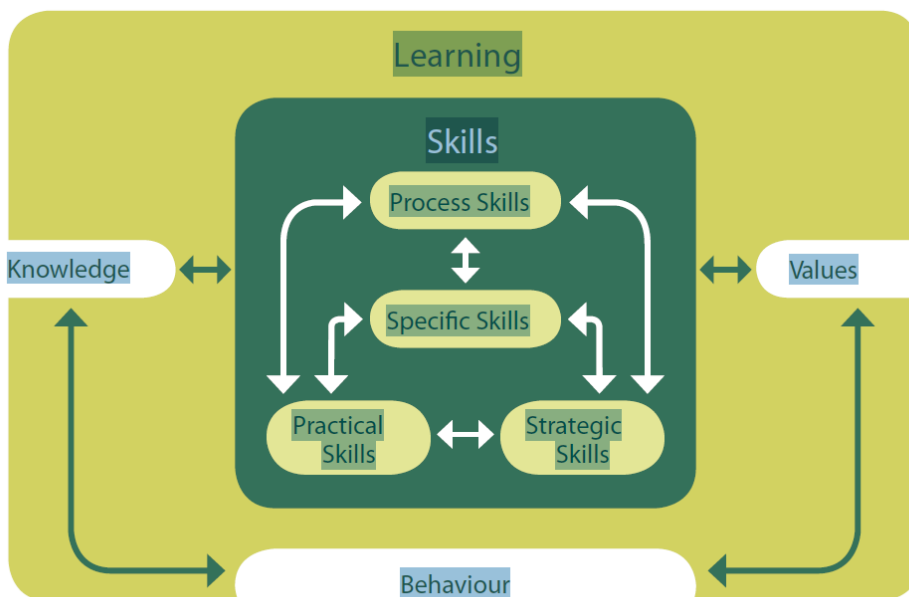 Learning
Skills
Process Skills
Knowledge
Values
Specific Skills
Practical
Skills
Strategic
Skills
Behaviour